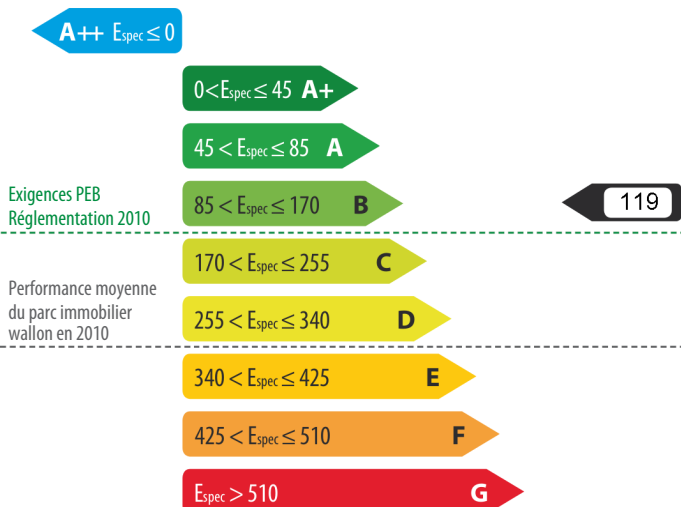 A++ Espec ≤ 0
0 < Espec ≤ 45 A+
45 < Espec ≤ 85 A
Exigences PEB
Réglementation 2010
85 < Espec ≤ 170 B
119
170 < Espec ≤ 255 C
Performance moyenne
du parc immobilier
wallon en 2010
255 < Espec ≤ 340 D
340 < Espec ≤ 425 E
425 < Espec ≤ 510 F
Espec > 510 G